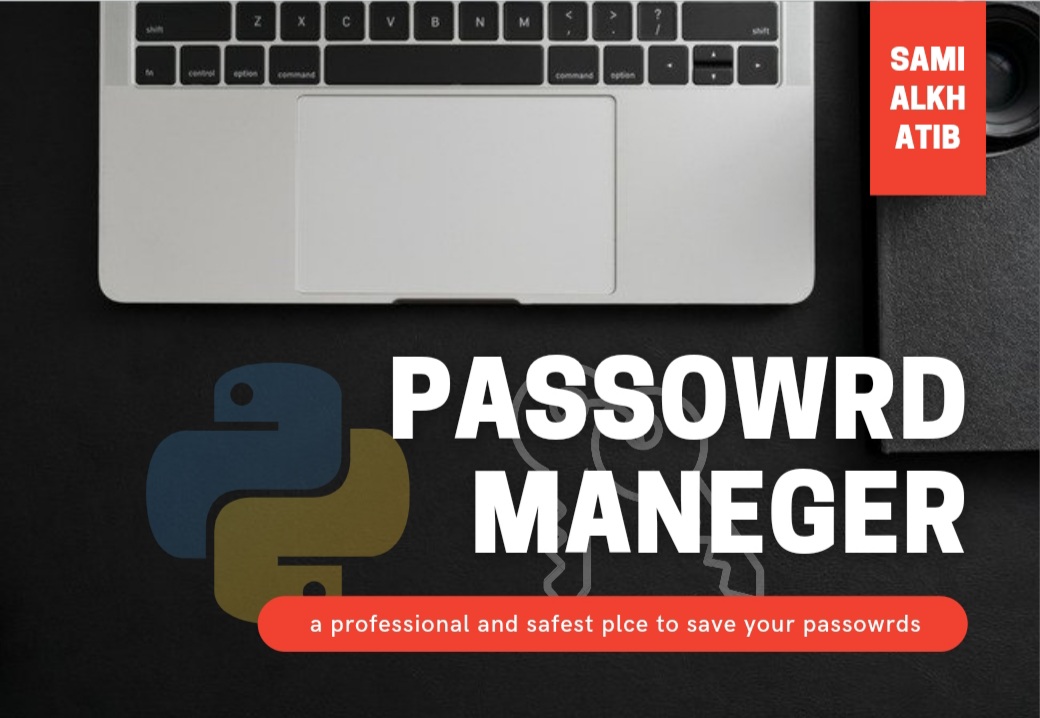 Z X C V B N M < , > . ? /
shift shift
fn control option command command option
SAMI
ALKH
ATIB
PASSOWRD
MANEGER
a professional and safest plce to save your passowrds